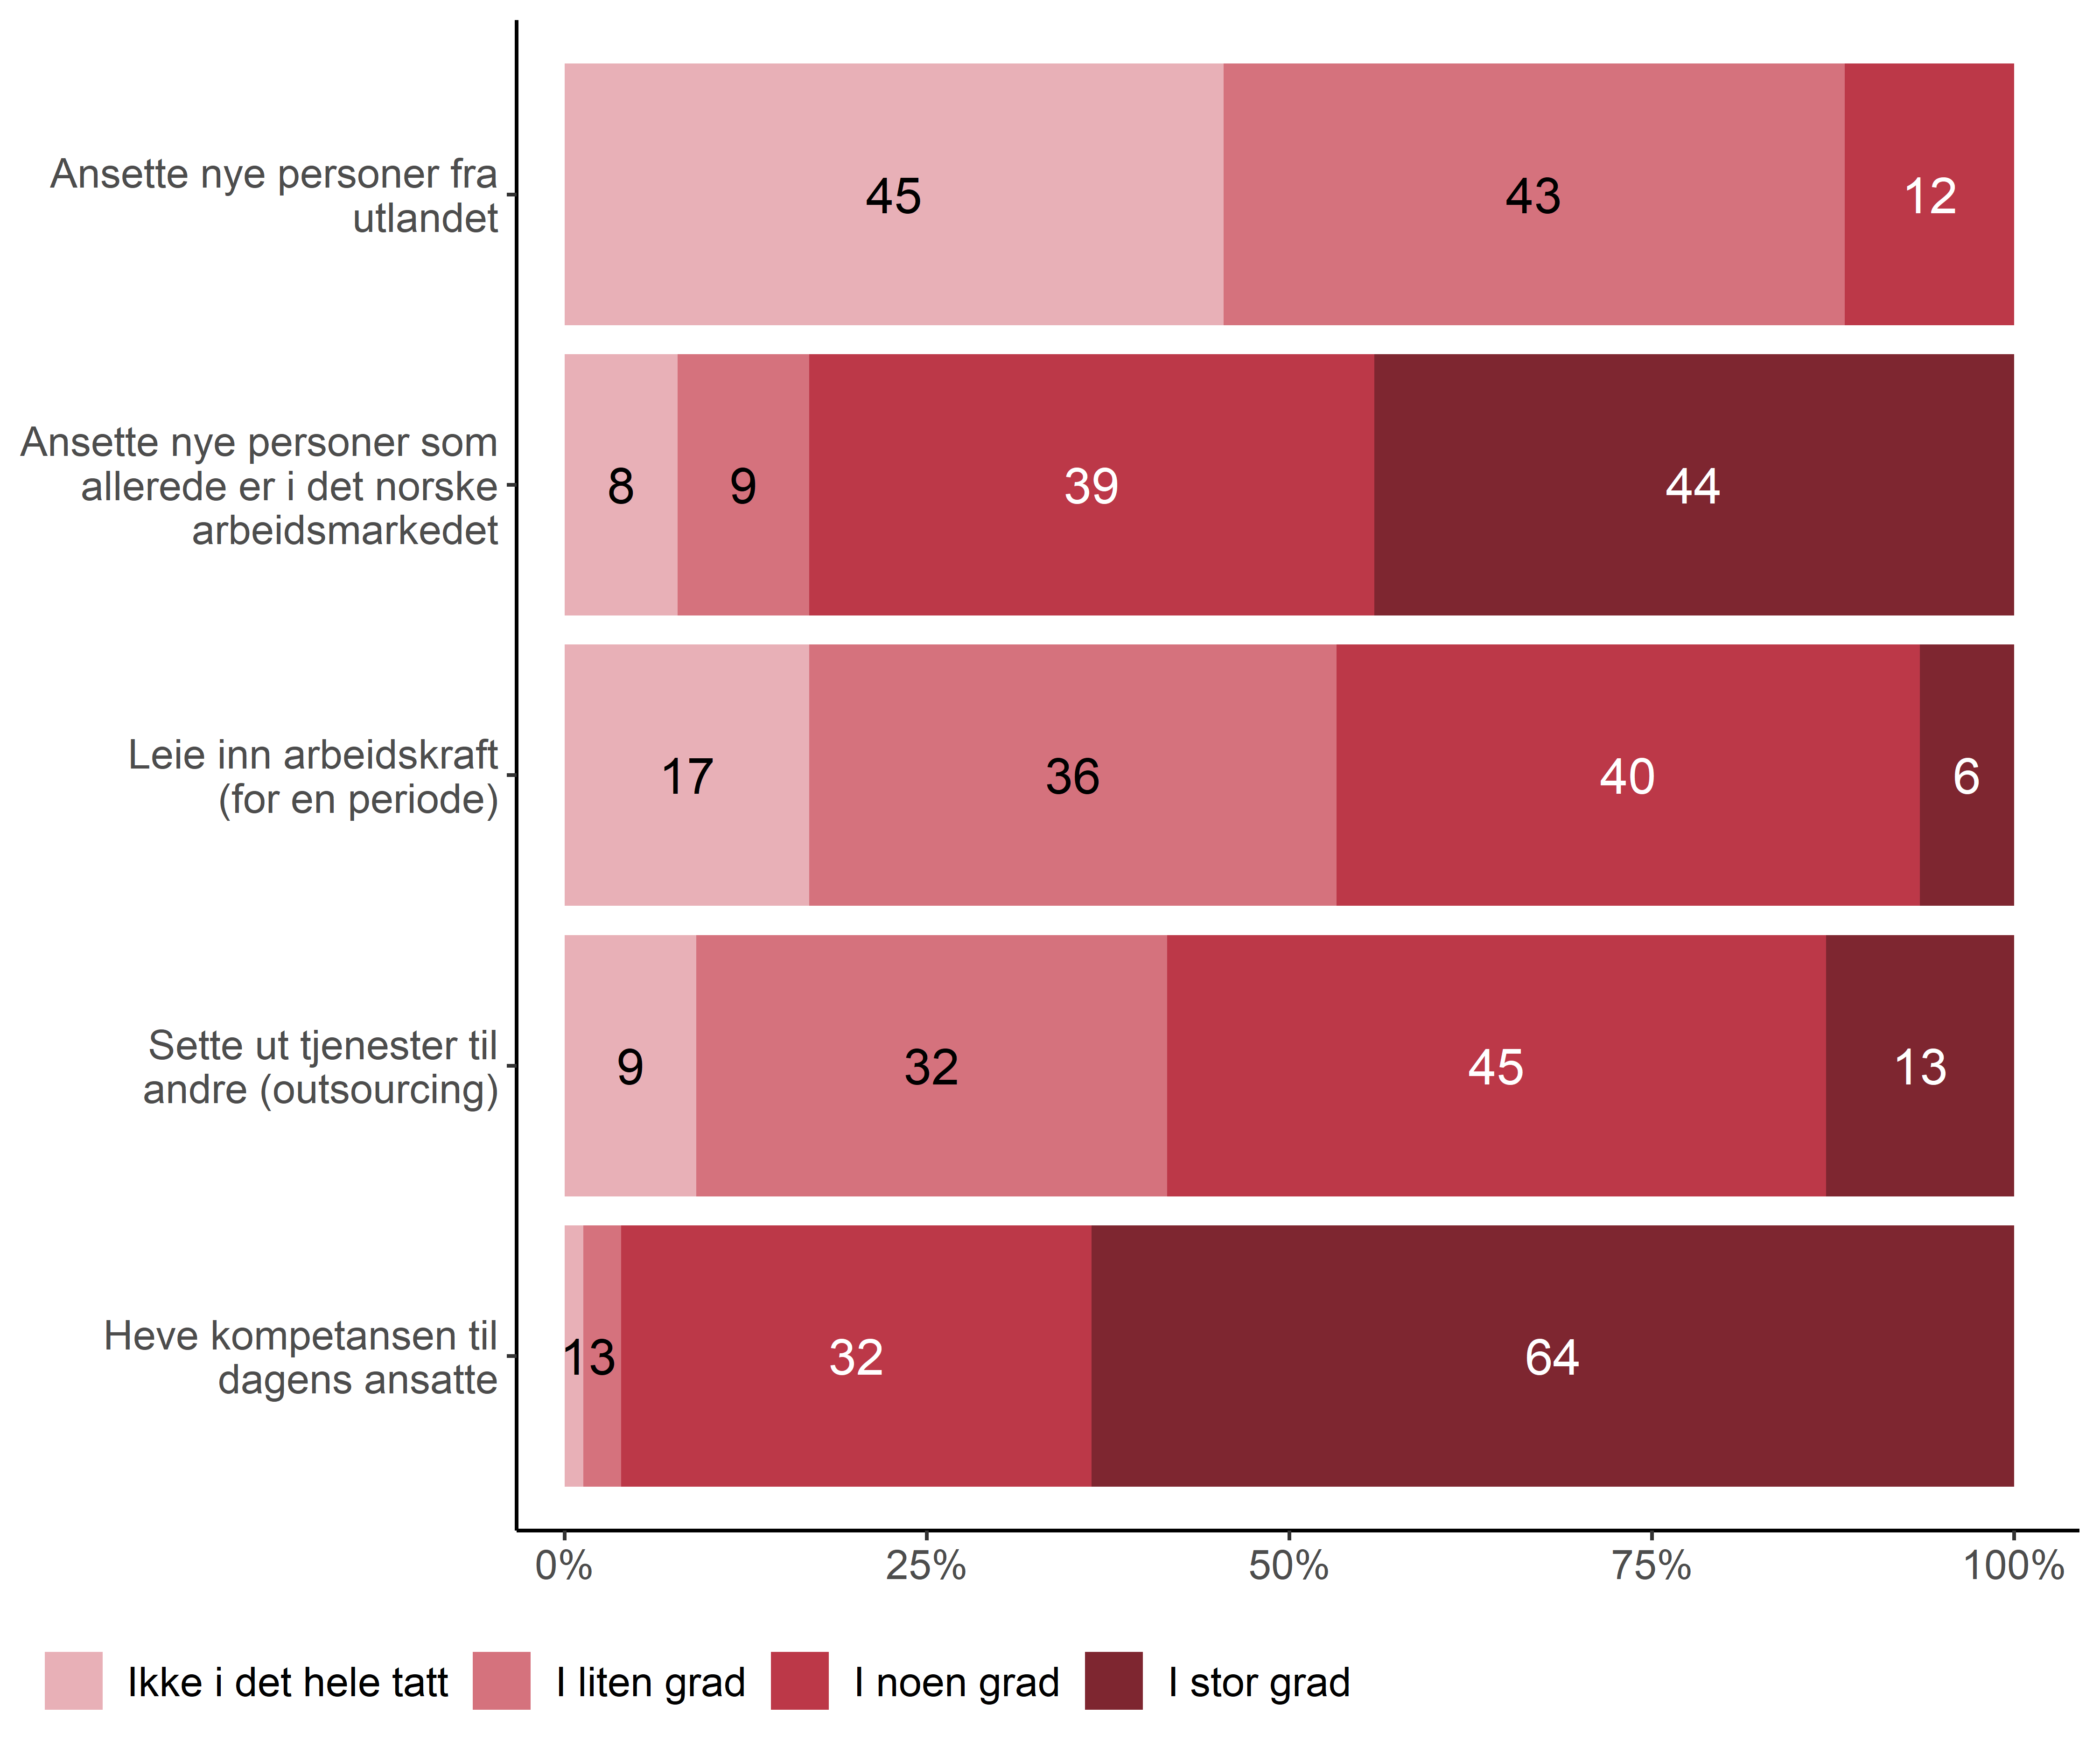 Ansette nye personer fra
utlandet
45 43 12
Ansette nye personer som
allerede er i det norske
arbeidsmarkedet
8 9 39 44
Leie inn arbeidskraft
(for en periode)
17 36 40 6
Sette ut tjenester til
andre (outsourcing)
9 32 45 13
Heve kompetansen til
dagens ansatte
1 3 32 64
0% 25% 50% 75% 100%
Ikke i det hele tatt I liten grad I noen grad I stor grad